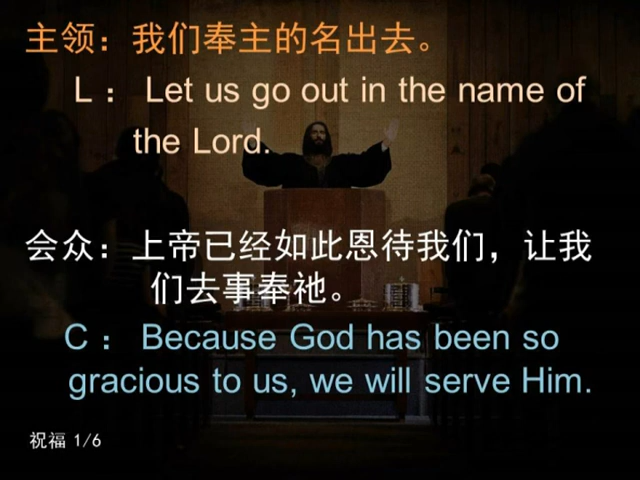 主领：我们奉主的名出去。
L ： Let us go out in the name of
the Lord.
会众：上帝已经如此恩待我们，让我
们去事奉祂。
C ： Because God has been so
gracious to us, we will serve Him.
祝福 1/6